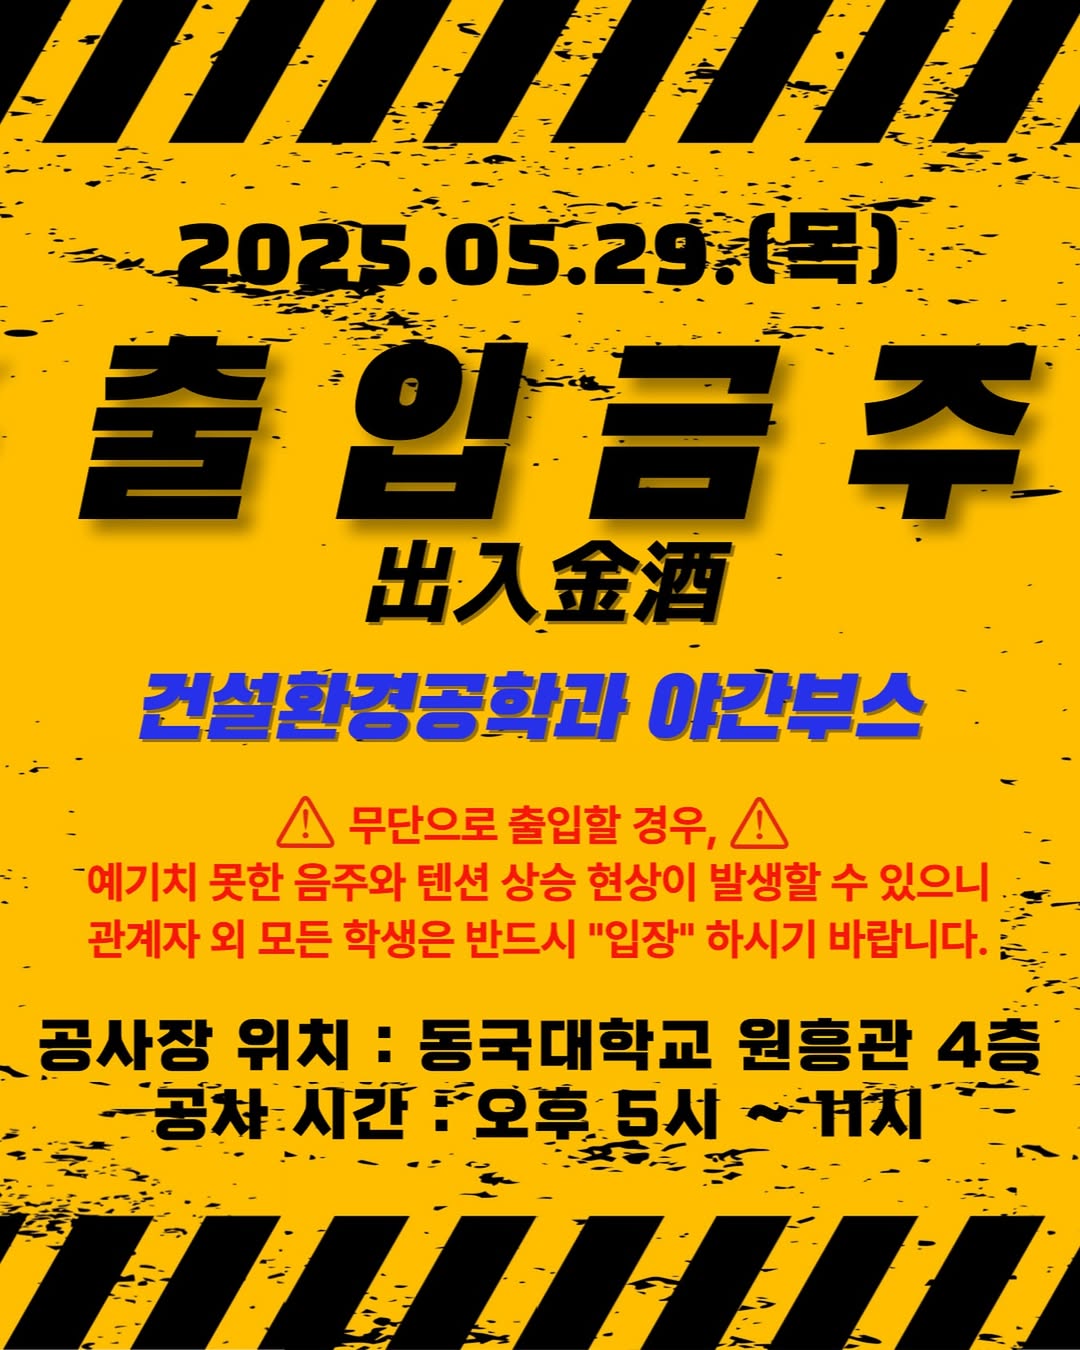 2025.05.29.(목)
출입금주
出入金酒
건설환경공학과 야간부스
무단으로 출입할 경우,
예기치 못한 음주와 텐션 상승 현상이 발생할 수 있으니
관계자 외 모든 학생은 반드시 "입장" 하시기 바랍니다.
공사장 위치 : 동국대학교 원흥관 4층
공사 시간 : 오후 5시 ~ 11시